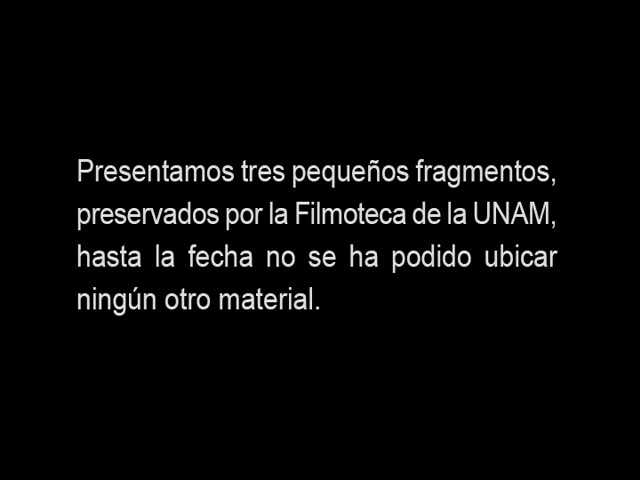 Presentamos tres pequeños fragmentos,
preservados por la Filmoteca de la UNAM,
hasta la fecha no se ha podido ubicar
ningún otro material.